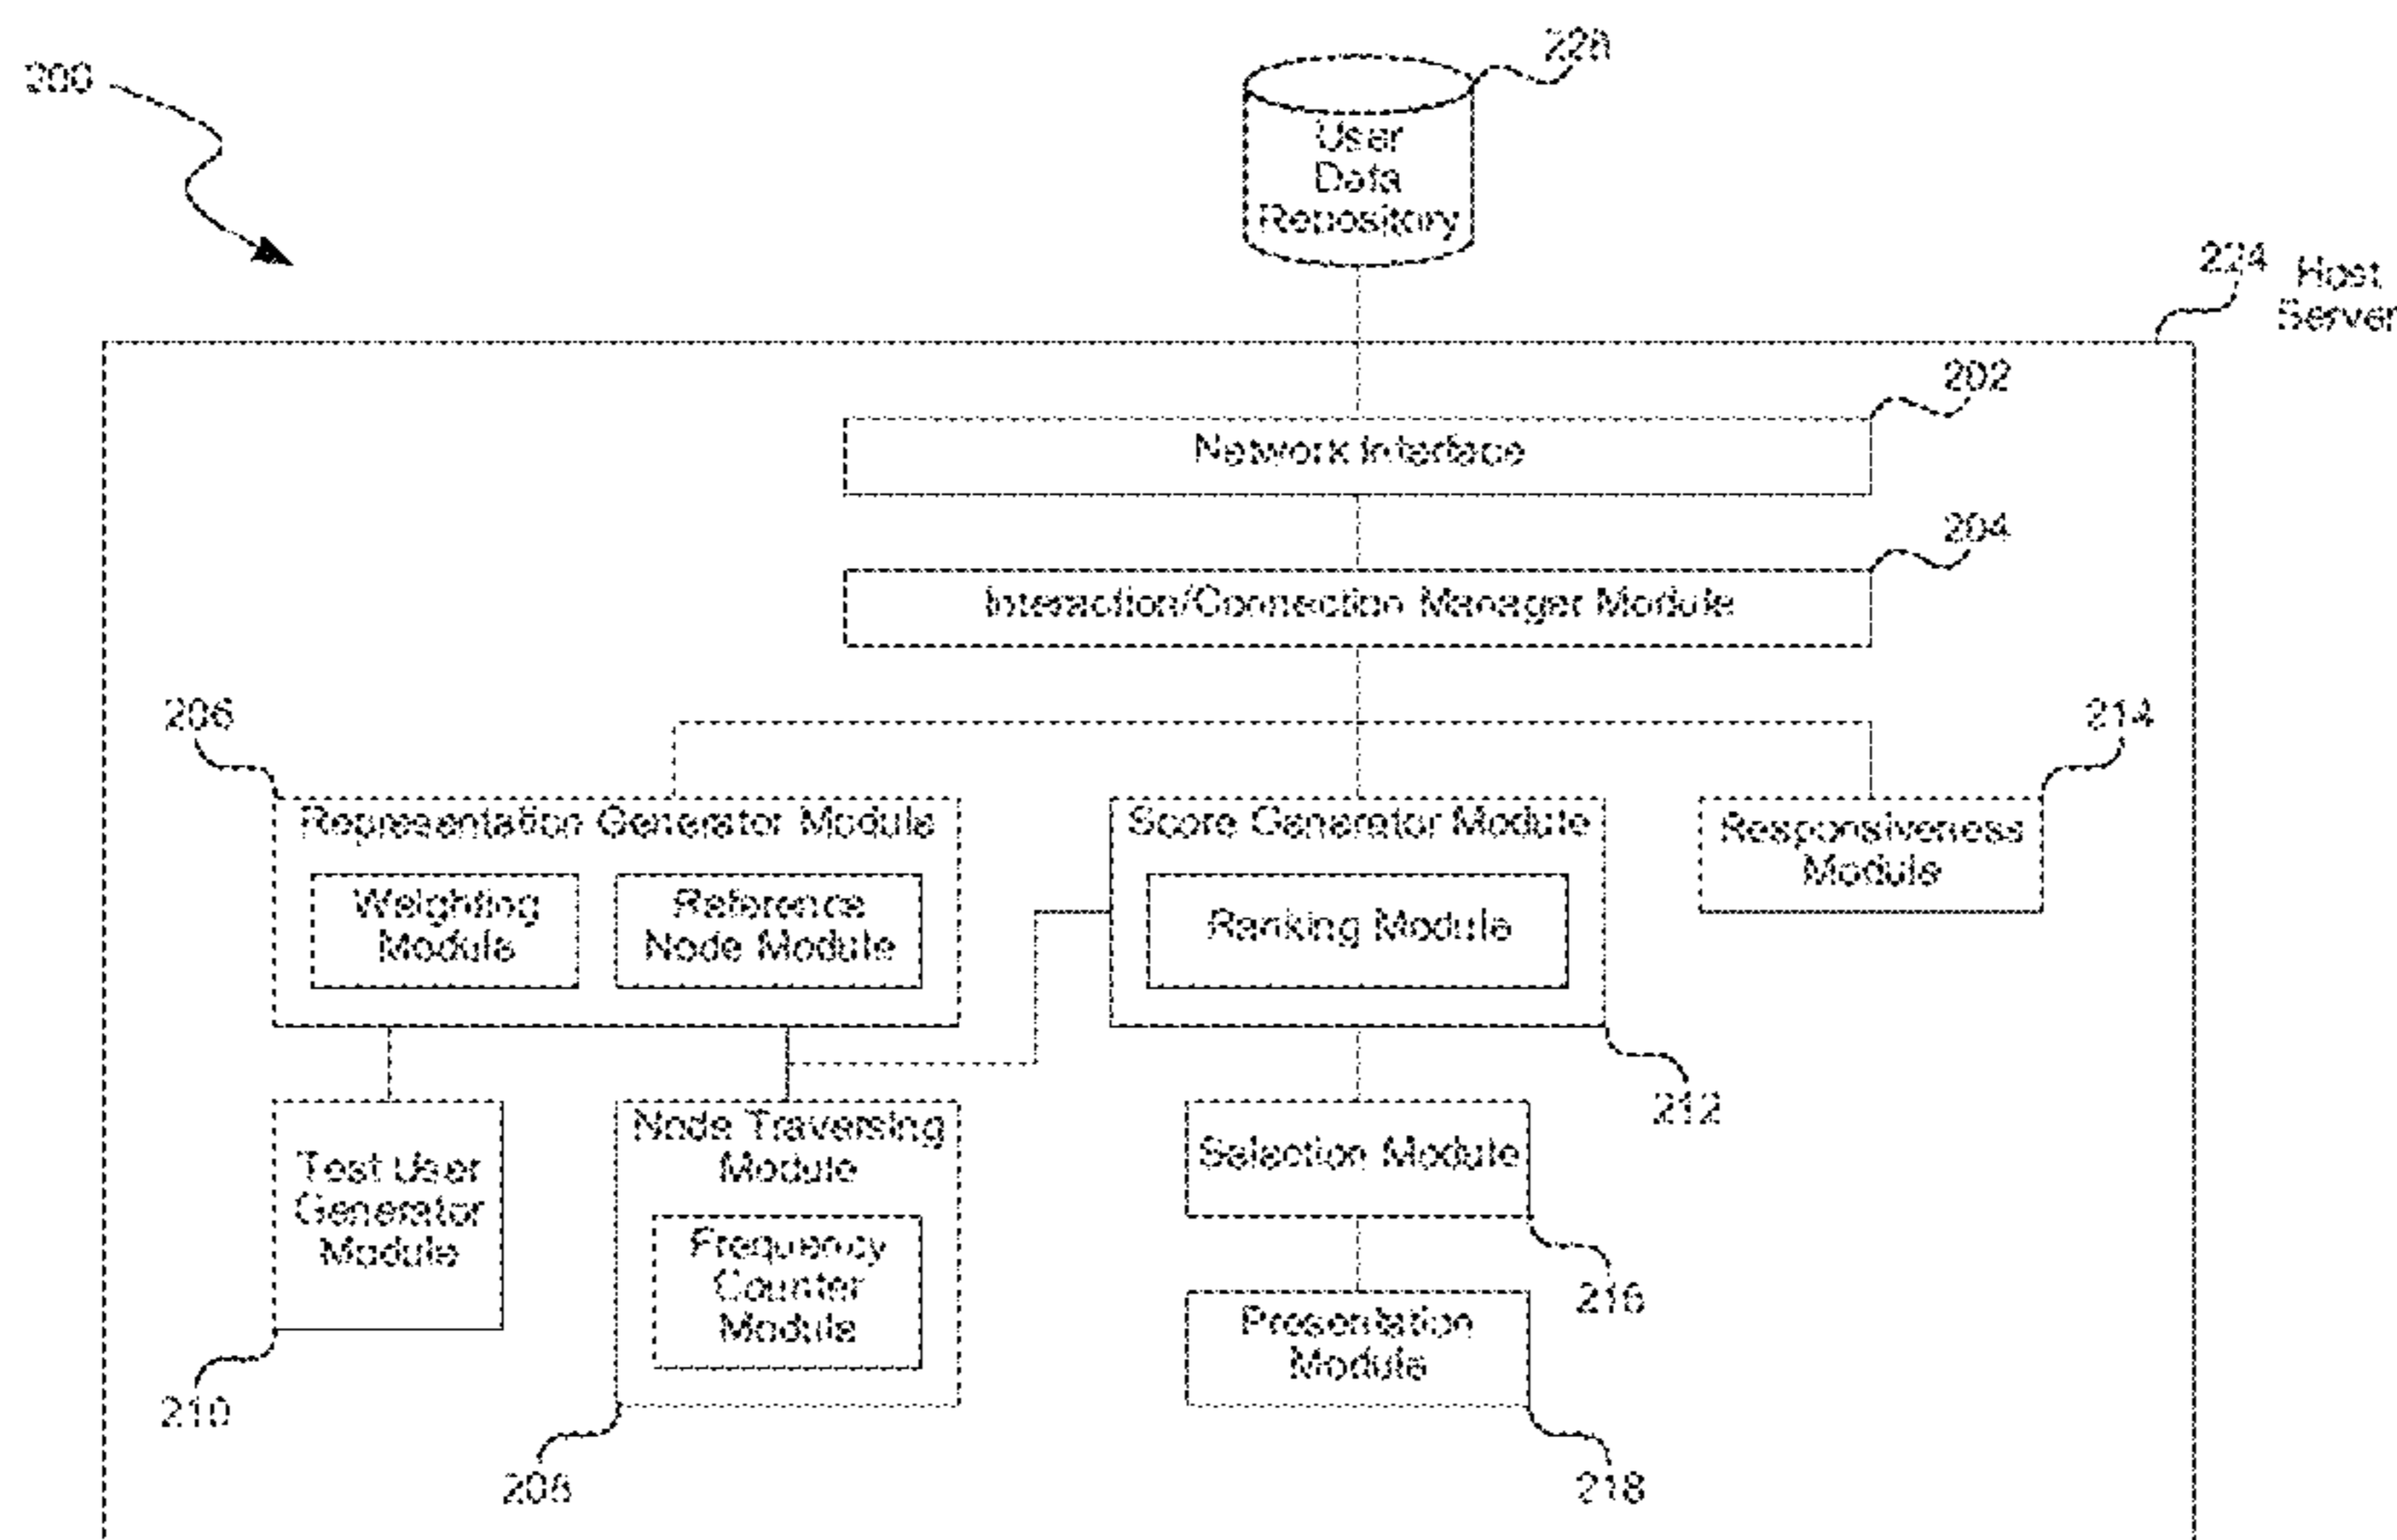 200
228
User
Data
Repository
224
Host
Server
202
Network Interface
204
Interaction/Connection Manager Module
206
214
Representation Generator Module
Score Generator Module
Responsiveness
Module
Weighting
Module
Reference
Node Module
Ranking Module
212
Test User
Generator
Module
Node Traversing
Module
Selection Module
Frequency
Counter
Module
216
Presentation
Module
210
208
218